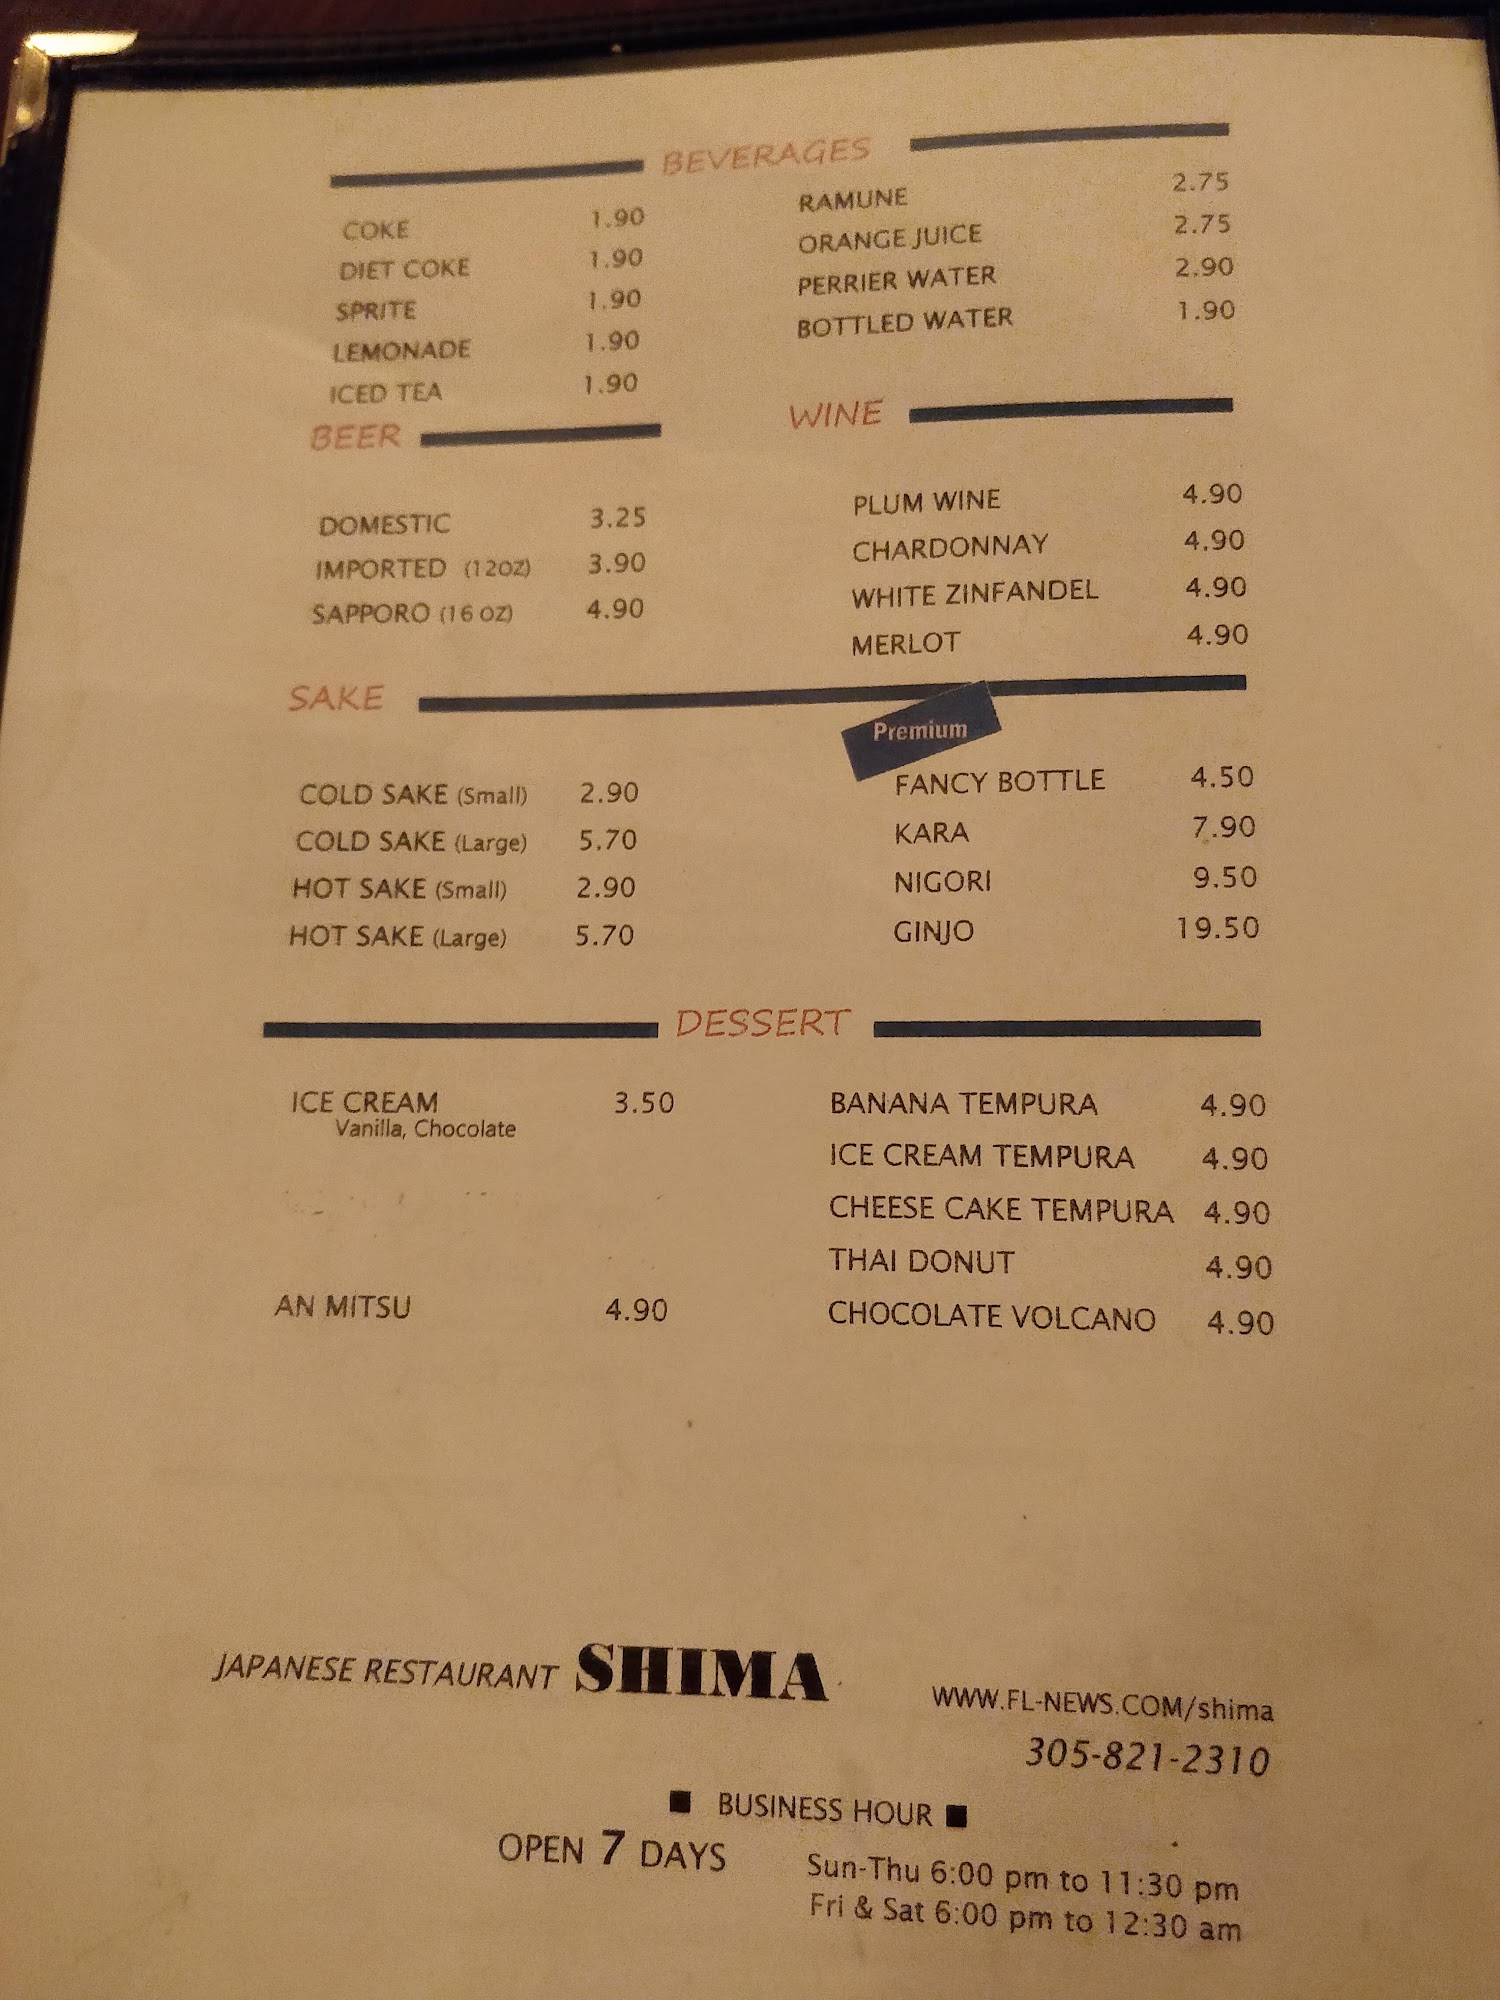 BEVERAGES
COKE 1.90
DIET COKE 1.90
SPRITE 1.90
LEMONADE 1.90
ICED TEA 1.90
RAMUNE 2.75
ORANGE JUICE 2.75
PERRIER WATER 2.90
BOTTLED WATER 1.90
BEER
DOMESTIC 3.25
IMPORTED (12OZ) 3.90
SAPPORO (16 OZ) 4.90
WINE
PLUM WINE 4.90
CHARDONNAY 4.90
WHITE ZINFANDEL 4.90
MERLOT 4.90
SAKE
COLD SAKE (Small) 2.90
COLD SAKE (Large) 5.70
HOT SAKE (Small) 2.90
HOT SAKE (Large) 5.70
Premium
FANCY BOTTLE 4.50
KARA 7.90
NIGORI 9.50
GINJO 19.50
DESSERT
ICE CREAM 3.50
Vanilla, Chocolate
AN MITSU 4.90
BANANA TEMPURA 4.90
ICE CREAM TEMPURA 4.90
CHEESE CAKE TEMPURA 4.90
THAI DONUT 4.90
CHOCOLATE VOLCANO 4.90
JAPANESE RESTAURANT SHIMA
WWW.FL-NEWS.COM/shima
305-821-2310
■ BUSINESS HOUR ■
OPEN 7 DAYS
Sun-Thu 6:00 pm to 11:30 pm
Fri & Sat 6:00 pm to 12:30 am